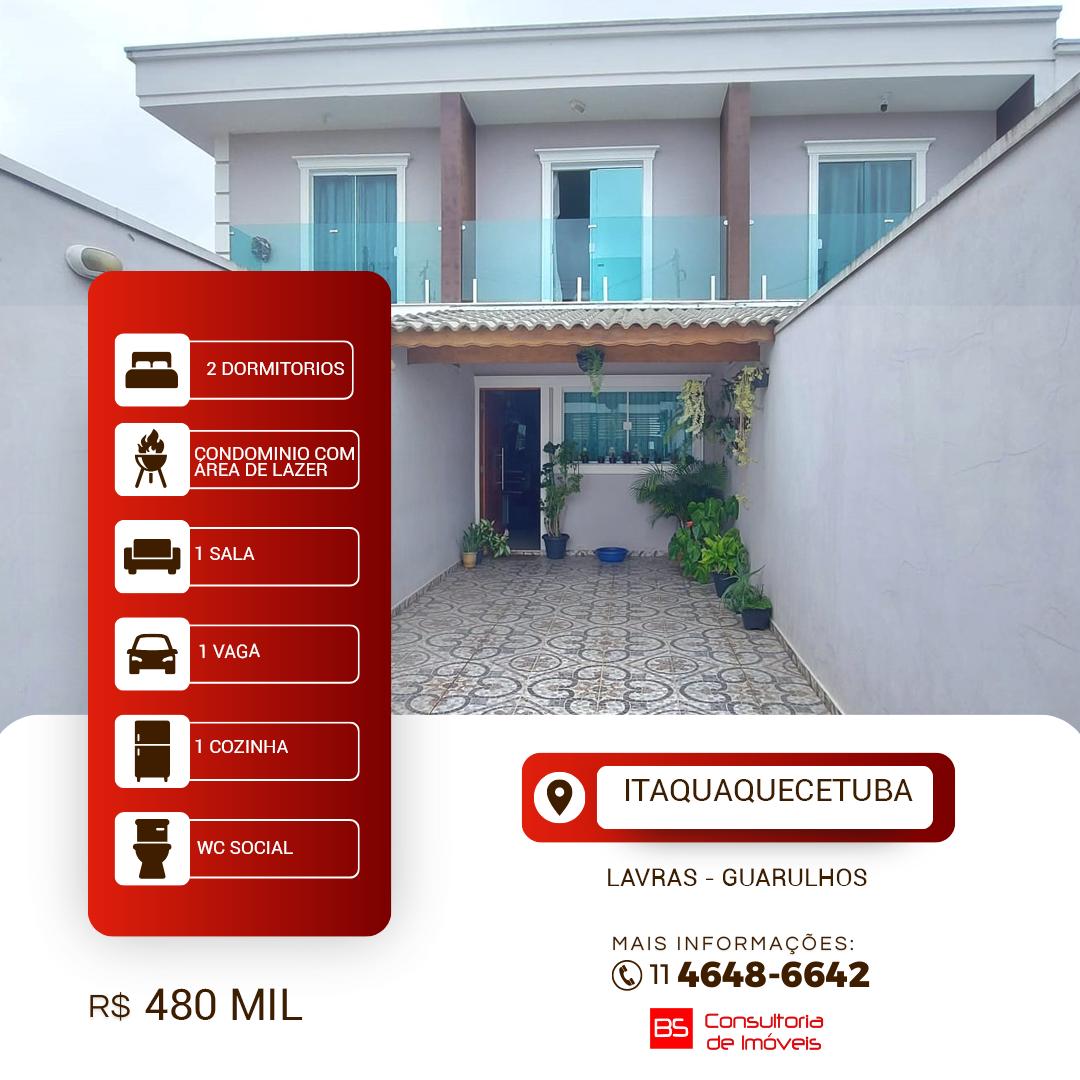 2 DORMITORIOS
CONDOMINIO COM
ÁREA DE LAZER
1 SALA
1 VAGA
1 COZINHA
WC SOCIAL
R$ 480 MIL
ITAQUAQUECETUBA
LAVRAS - GUARULHOS
MAIS INFORMAÇÕES:
11 4648-6642
BS Consultoria
de Imóveis